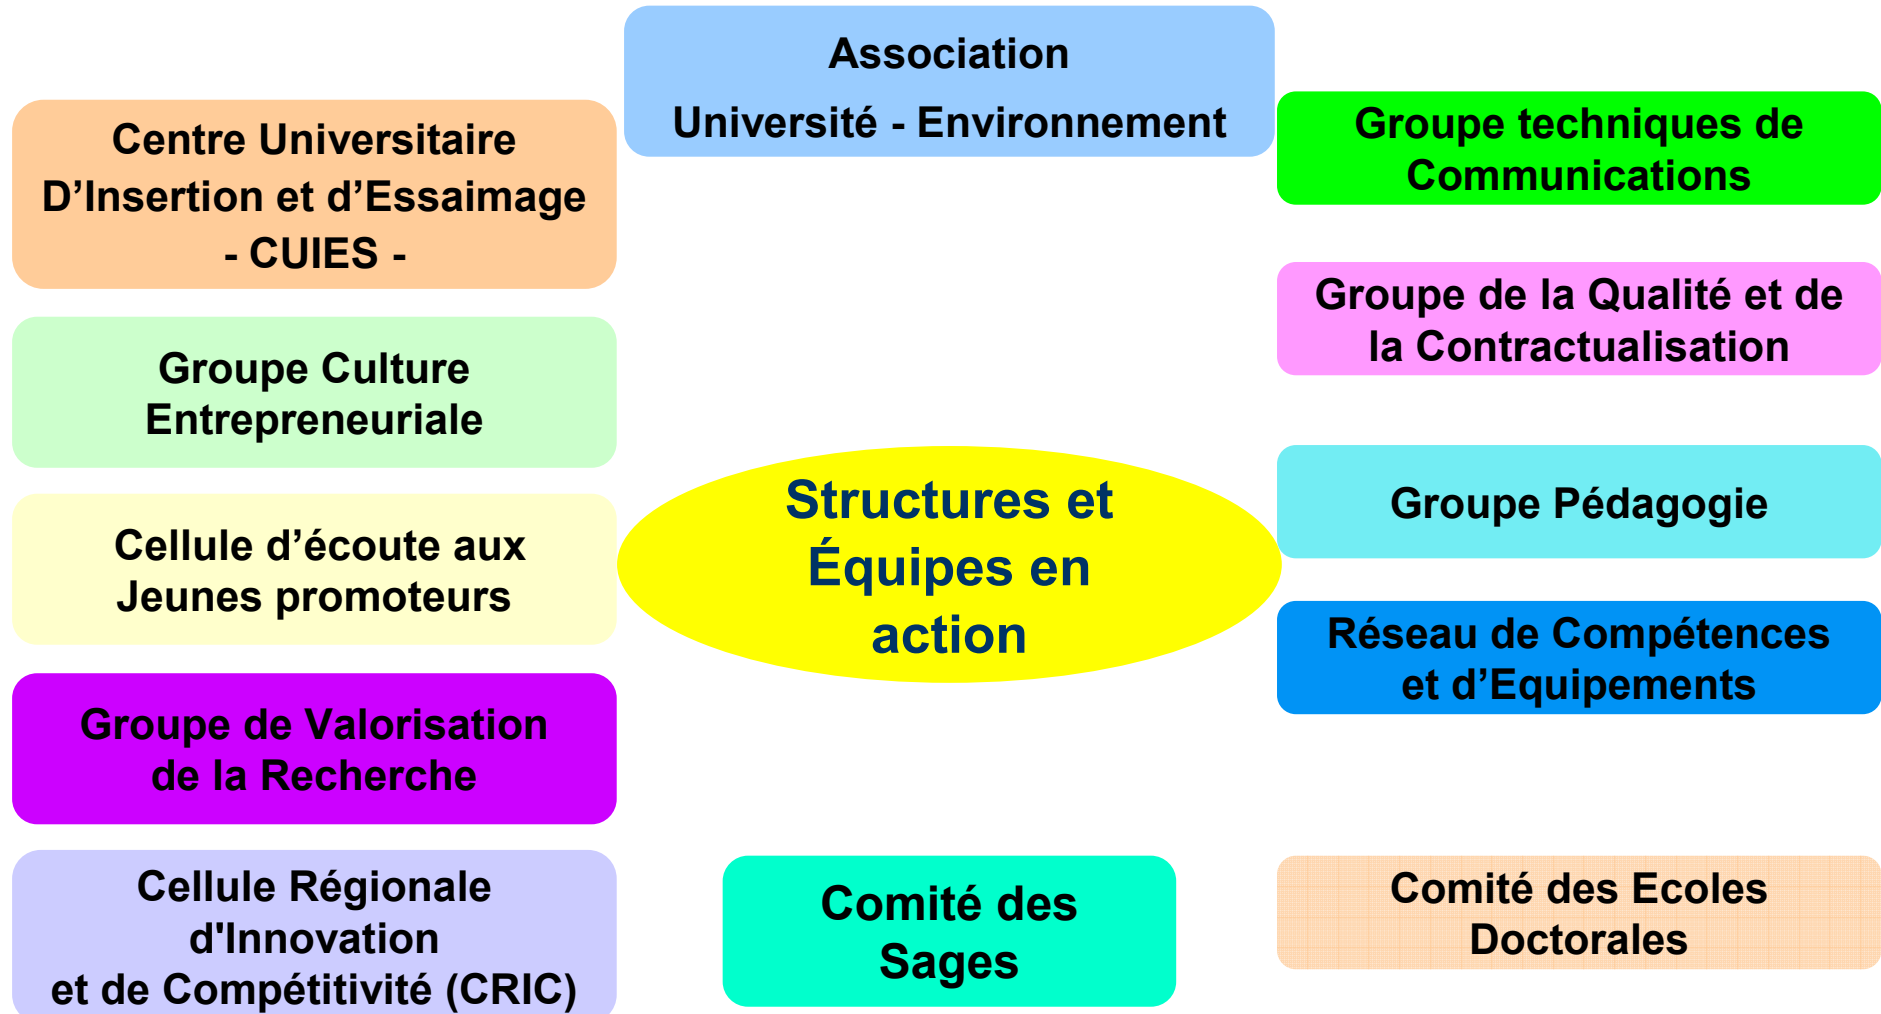 Association
Université - Environnement
Centre Universitaire
D’Insertion et d’Essaimage
- CUIES -
Groupe techniques de
Communications
Groupe de la Qualité et de
la Contractualisation
Groupe Culture
Entrepreneuriale
Structures et
Équipes en
action
Groupe Pédagogie
Cellule d’écoute aux
Jeunes promoteurs
Réseau de Compétences
et d’Equipements
Groupe de Valorisation
de la Recherche
Cellule Régionale
d'Innovation
et de Compétitivité (CRIC)
Comité des
Sages
Comité des Ecoles
Doctorales